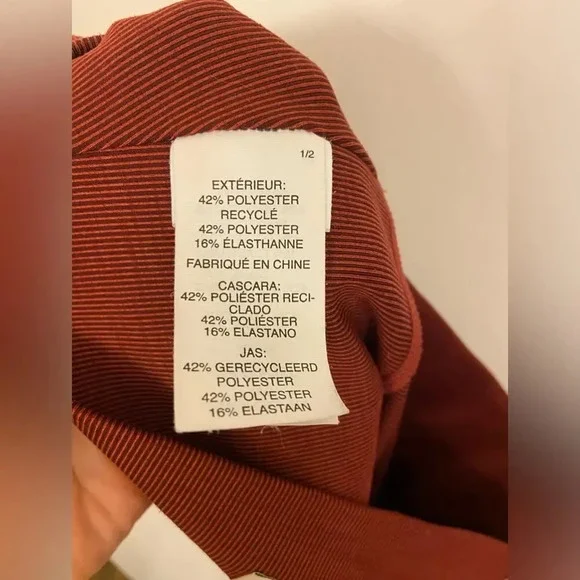 1/2
EXTÉRIEUR:
42% POLYESTER
RECYCLÉ
42% POLYESTER
16% ÉLASTHANNE
FABRIQUÉ EN CHINE
CASCARA:
42% POLIÉSTER RECI-
CLADO
42% POLIÉSTER
16% ELASTANO
JAS:
42% GERECYCLEERD
POLYESTER
42% POLYESTER
16% ELASTAAN